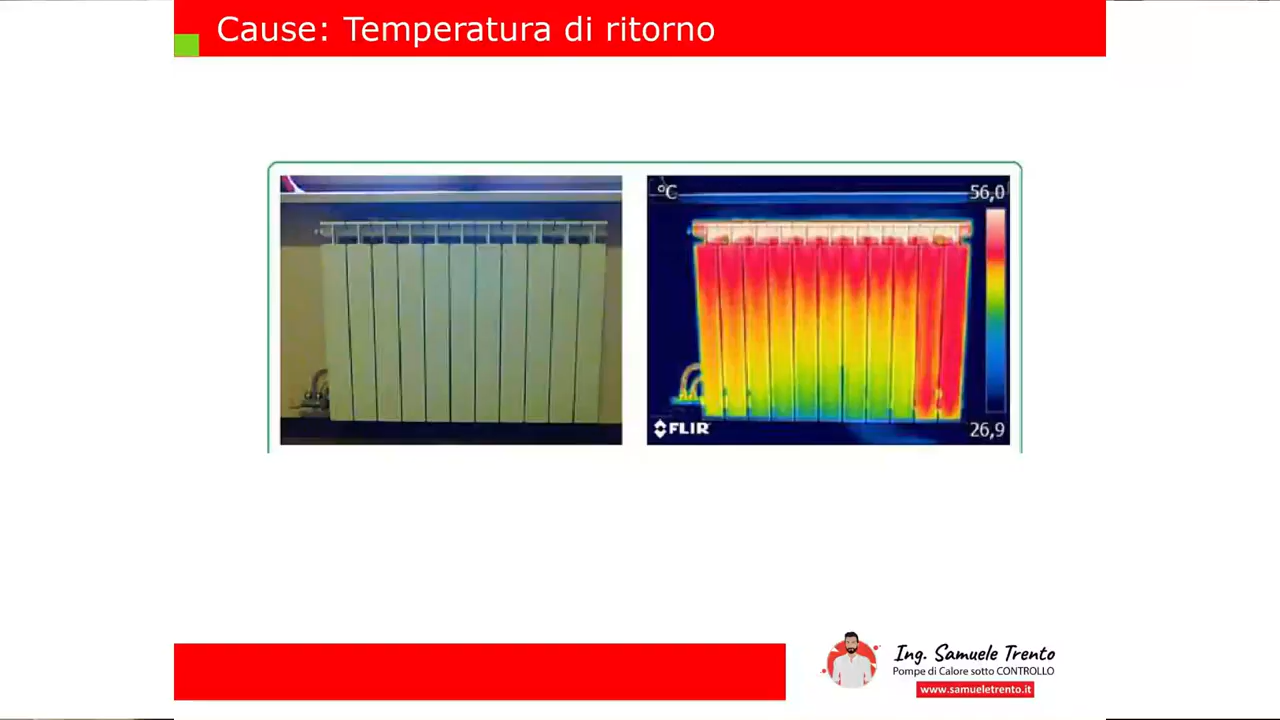 Cause: Temperatura di ritorno
°C
56,0
FLIR
26,9
Ing. Samuele Trento
Pompe di Calore sotto CONTROLLO
www.samueletrento.it